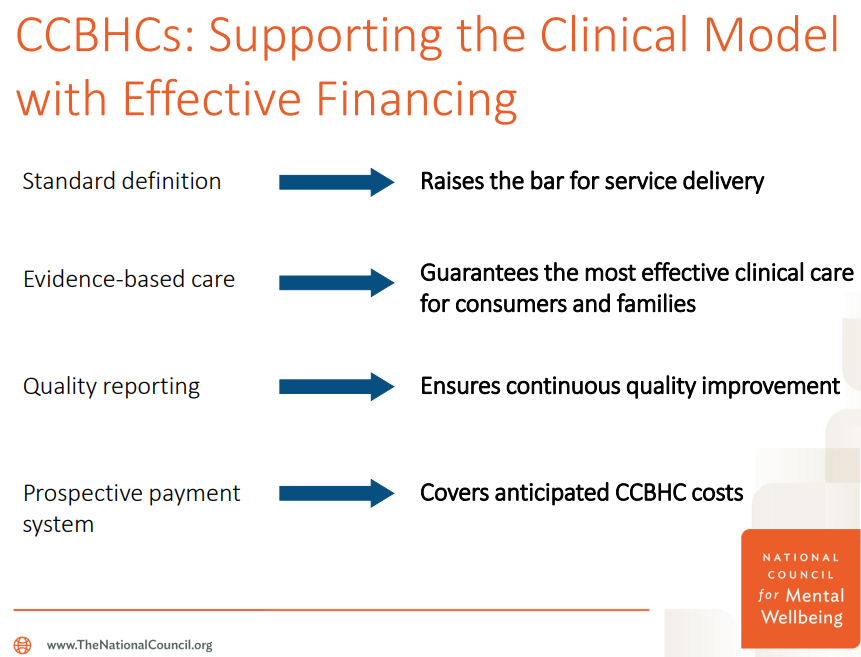 CCBHCs: Supporting the Clinical Model
with Effective Financing
Standard definition
Raises the bar for service delivery
Evidence-based care
Guarantees the most effective clinical care
for consumers and families
Quality reporting
Ensures continuous quality improvement
Prospective payment
system
Covers anticipated CCBHC costs
NATIONAL
COUNCIL
for Mental
Wellbeing
www.TheNationalCouncil.org